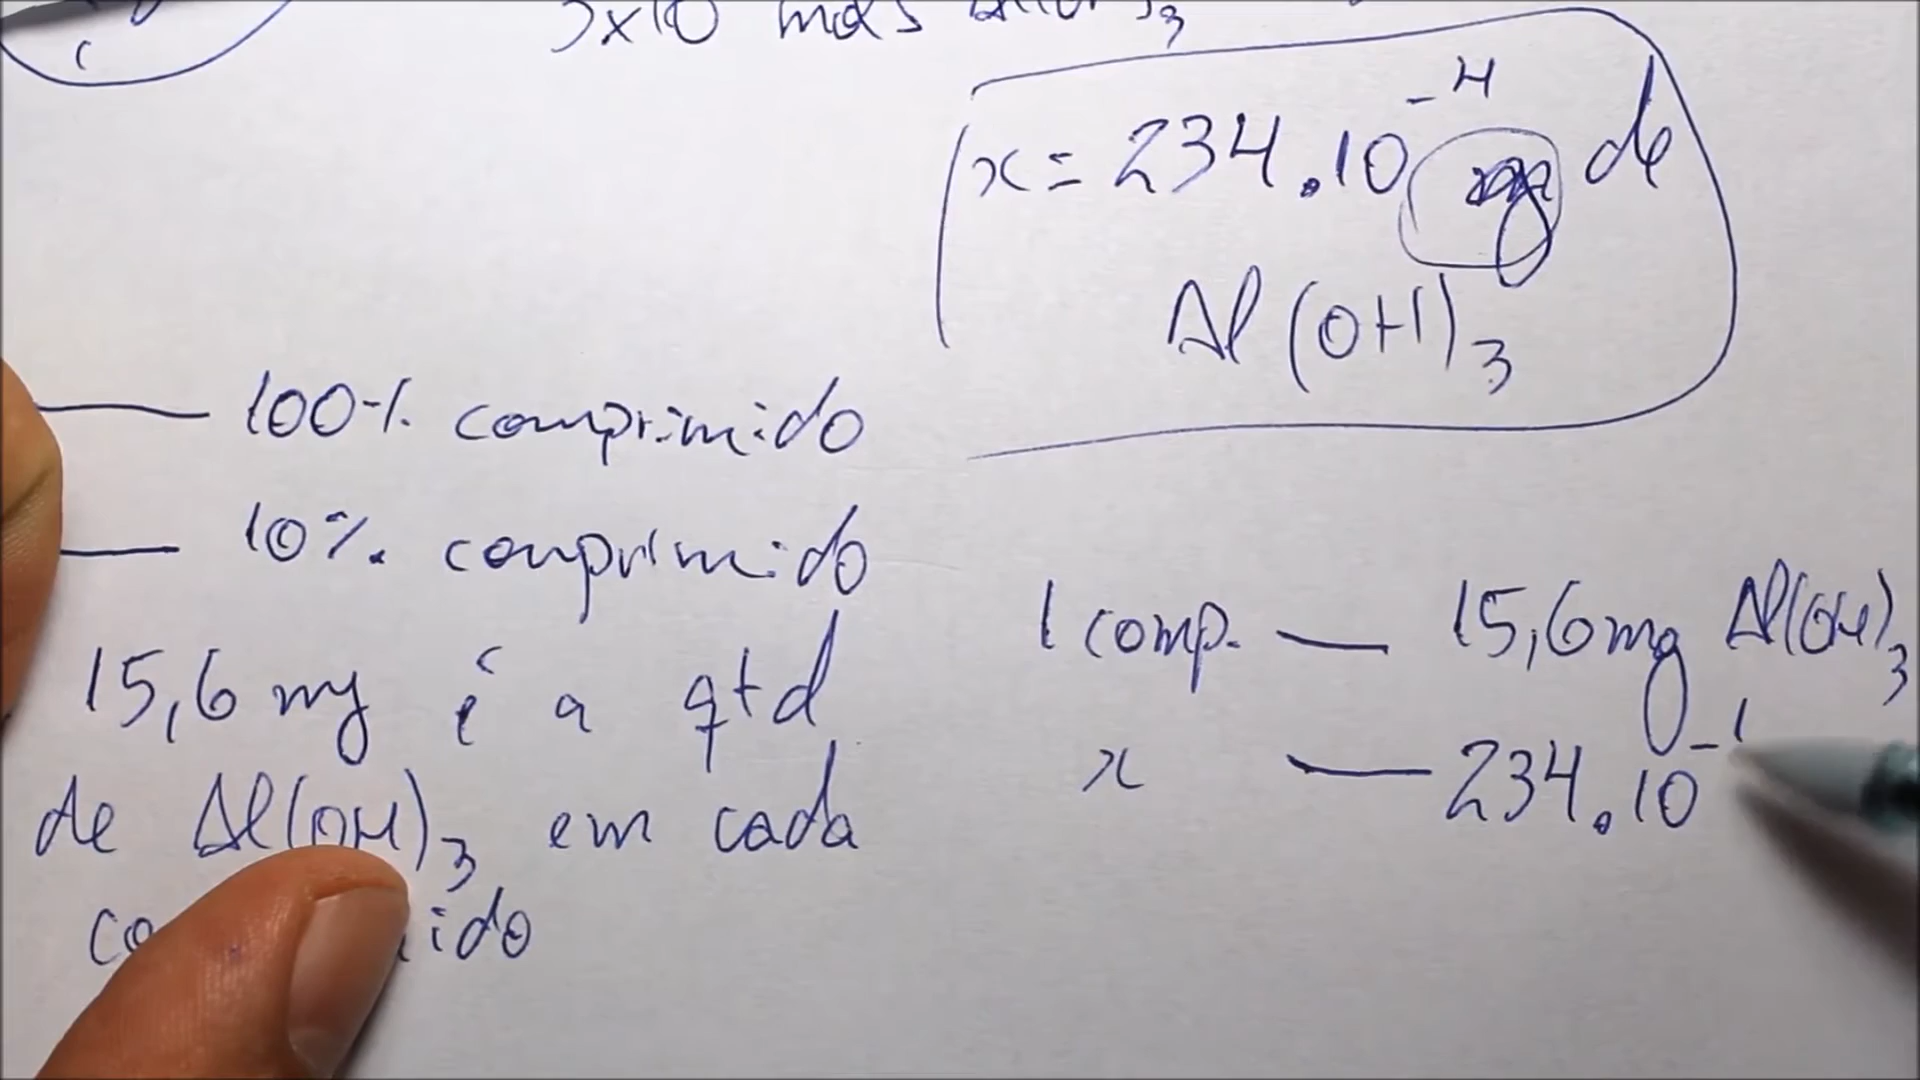 x = 234.10⁻⁴ g de
Al(OH)₃
100% comprimido
10% comprimido
15,6 mg é a qtd
de Al(OH)₃ em cada
1 comp. — 15,6 mg Al(OH)₃
x — 234.10⁻¹